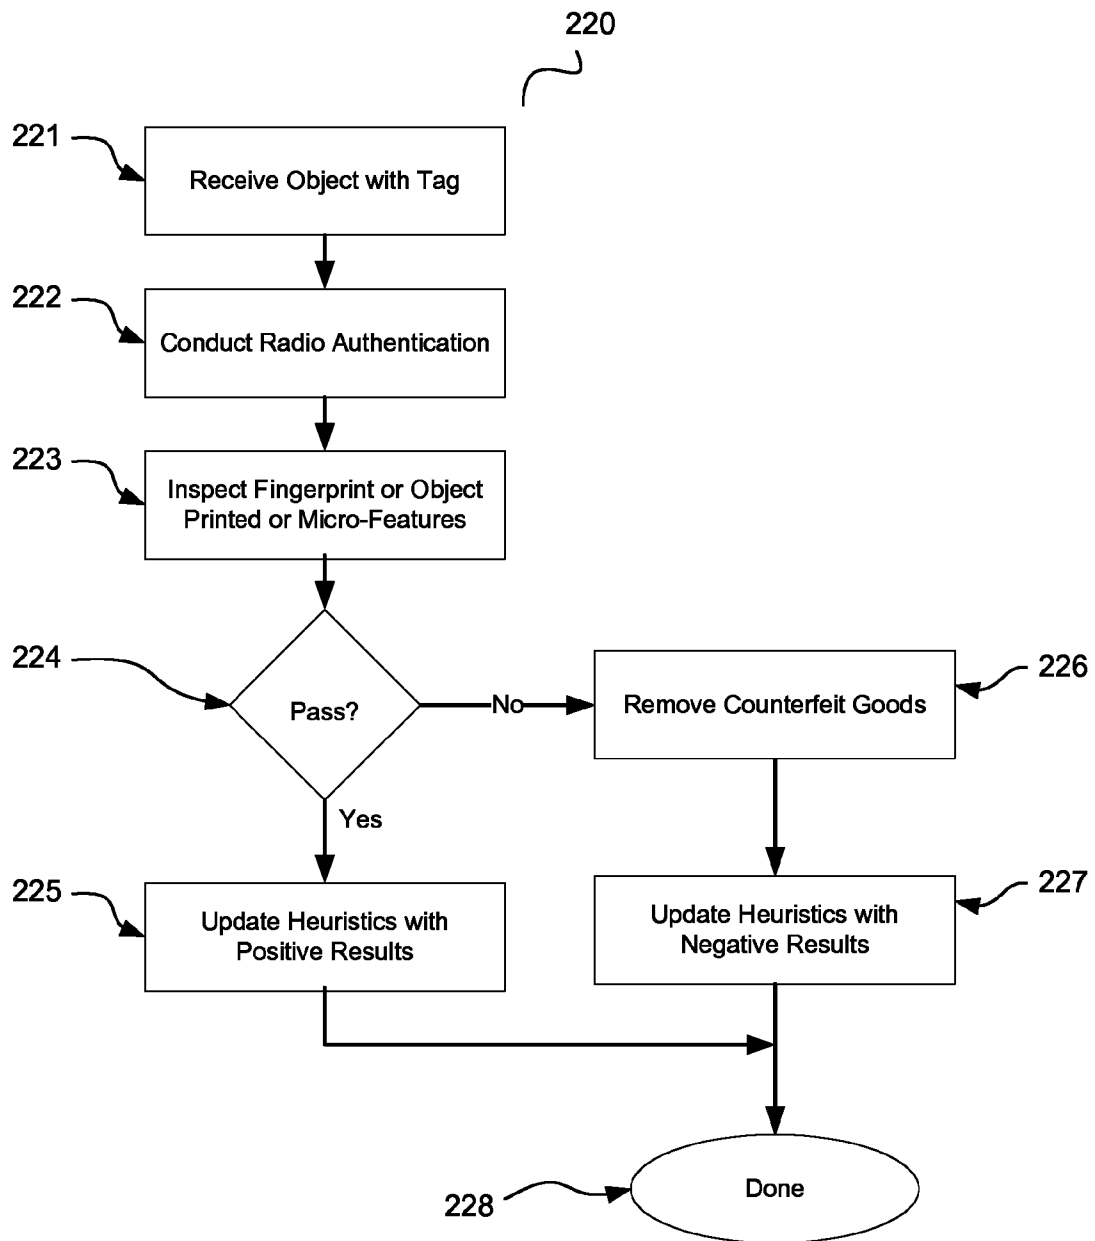 220
221
Receive Object with Tag
222
Conduct Radio Authentication
223
Inspect Fingerprint or Object
Printed or Micro-Features
224
Pass?
No
226
Remove Counterfeit Goods
Yes
225
Update Heuristics with
Positive Results
227
Update Heuristics with
Negative Results
228
Done